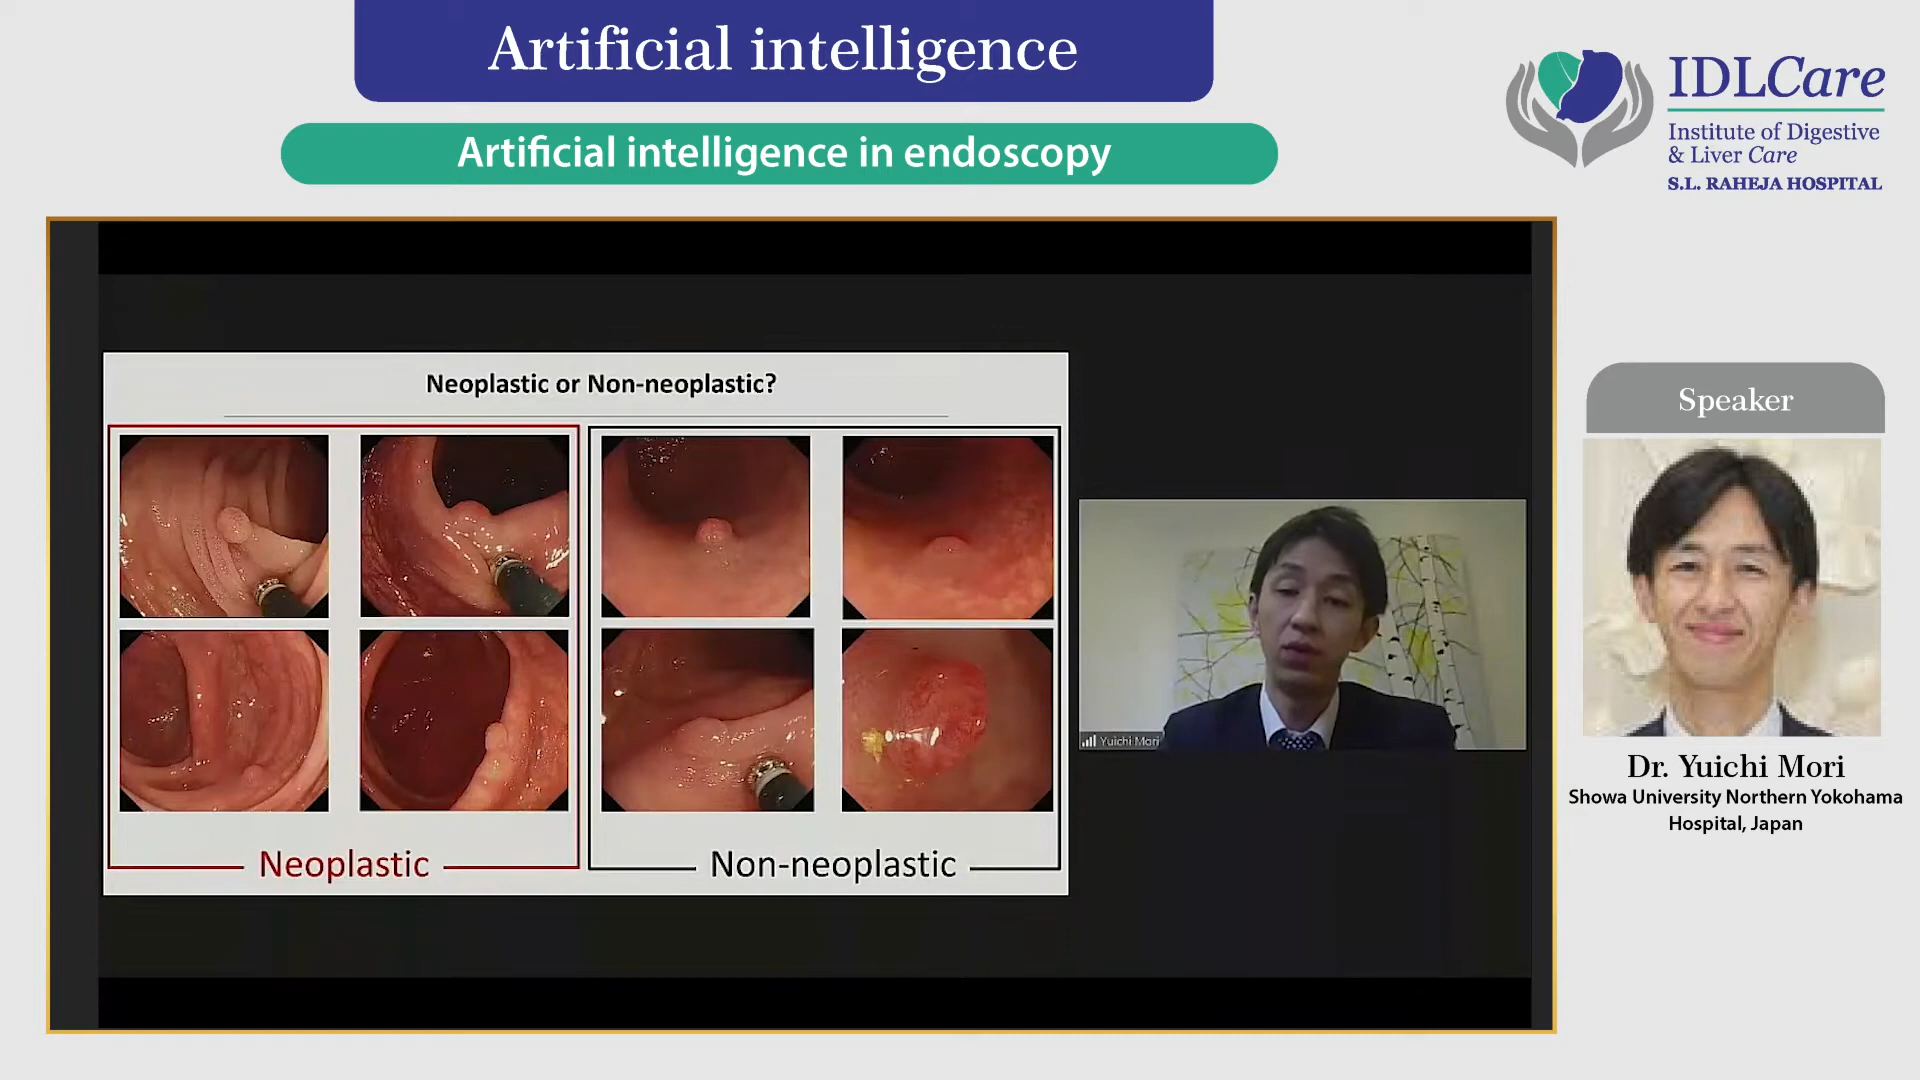 Artificial intelligence
Artificial intelligence in endoscopy
IDLCare
Institute of Digestive
& Liver Care
S.L. RAHEJA HOSPITAL
Neoplastic or Non-neoplastic?
Neoplastic
Non-neoplastic
Yuichi Mori
Speaker
Dr. Yuichi Mori
Showa University Northern Yokohama
Hospital, Japan